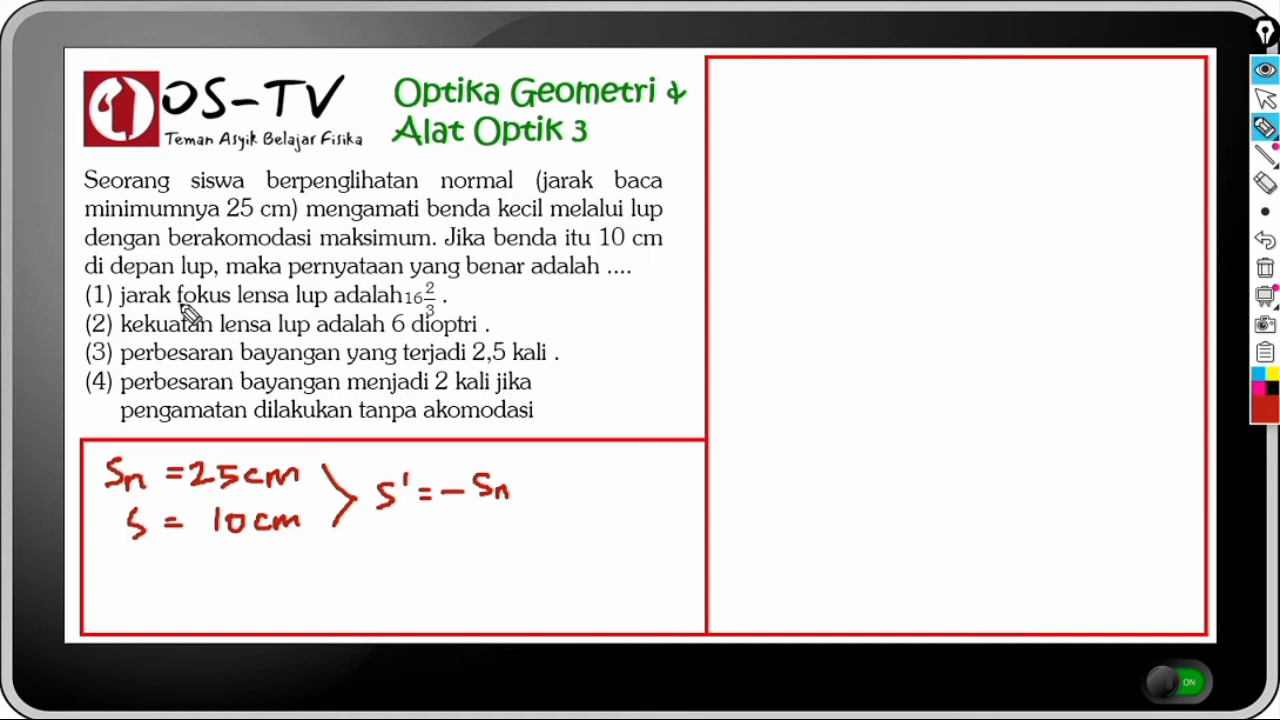 OS-TV
Teman Asyik Belajar Fisika
Optika Geometri &
Alat Optik 3
Seorang siswa berpenglihatan normal (jarak baca
minimumnya 25 cm) mengamati benda kecil melalui lup
dengan berakomodasi maksimum. Jika benda itu 10 cm
di depan lup, maka pernyataan yang benar adalah ....
(1) jarak fokus lensa lup adalah 16 2/3 .
(2) kekuatan lensa lup adalah 6 dioptri .
(3) perbesaran bayangan yang terjadi 2,5 kali .
(4) perbesaran bayangan menjadi 2 kali jika
pengamatan dilakukan tanpa akomodasi
Sn = 25 cm
S = 10 cm
S' = - Sn
ON